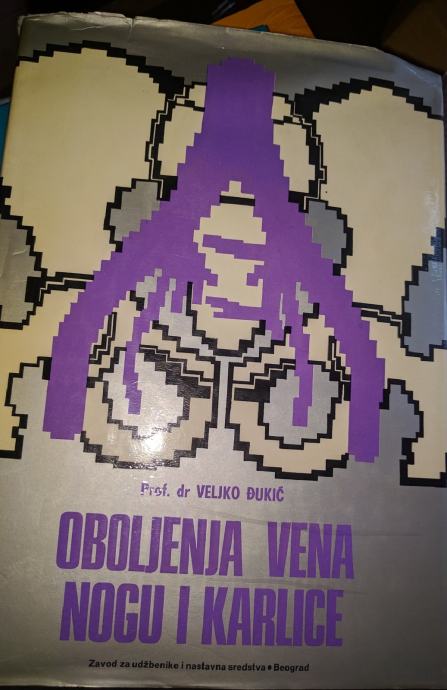 Prof. dr VELJKO ĐUKIĆ
OBOLJENJA VENA
NOGU I KARLICE
Zavod za udžbenike i nastavna sredstva • Beograd